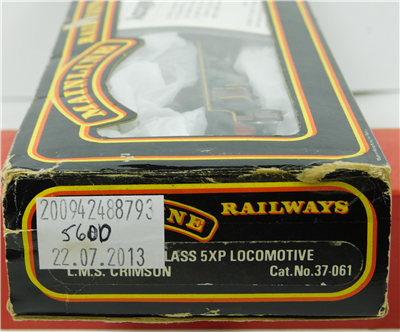 MAINLINE
200942488793
5600
22.07.2013
RAILWAYS
LASS 5XP LOCOMOTIVE
L.M.S. CRIMSON
Cat.No.37-061